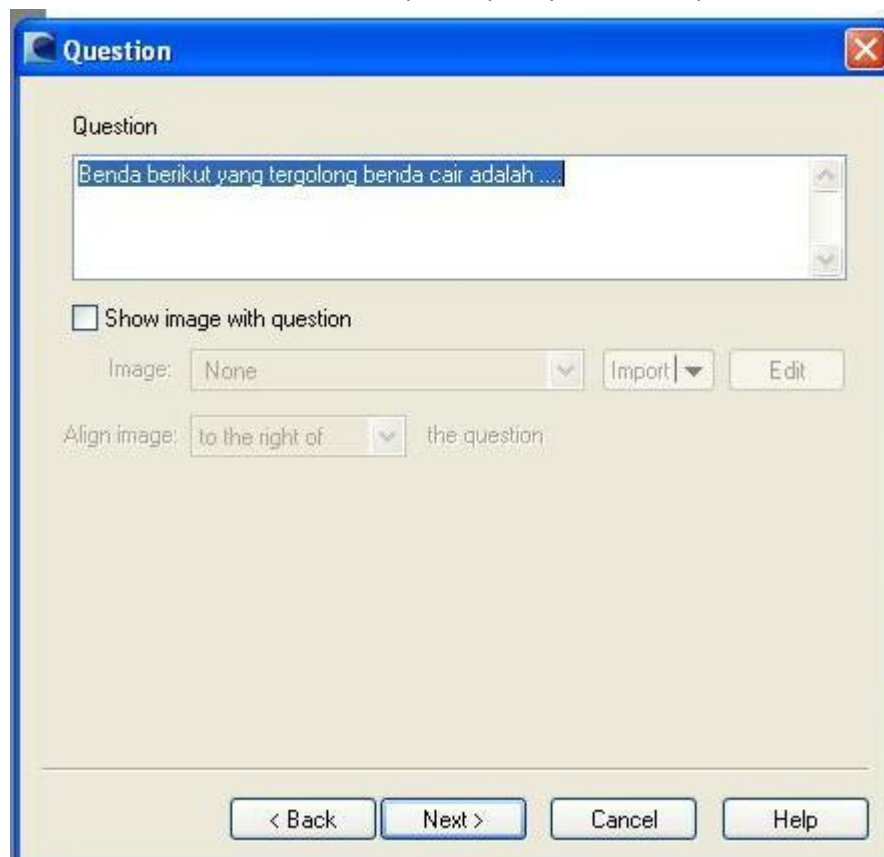 Question
Question
Benda berikut yang tergolong benda cair adalah ....
Show image with question
Image: None Import Edit
Align image: to the right of the question
< Back Next > Cancel Help